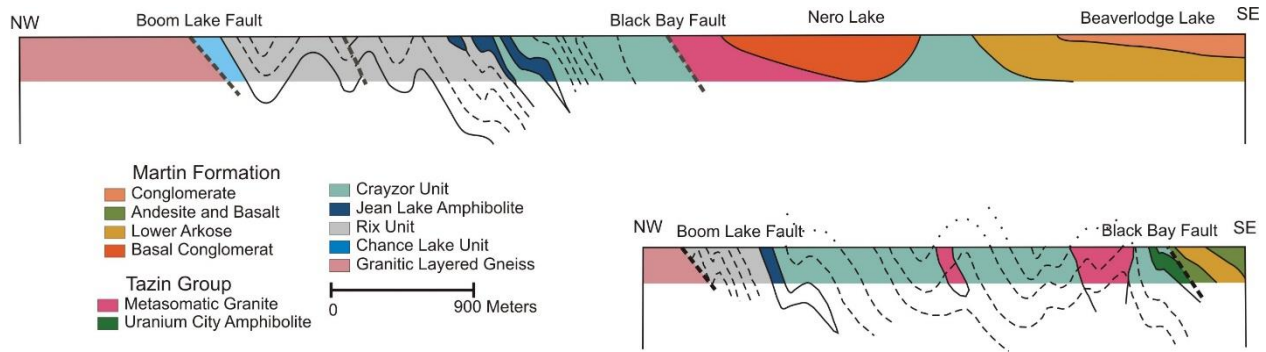 NW
Boom Lake Fault
Black Bay Fault
Nero Lake
Beaverlodge Lake
SE
Martin Formation
Conglomerate
Andesite and Basalt
Lower Arkose
Basal Conglomerat
Tazin Group
Metasomatic Granite
Uranium City Amphibolite
Crayzor Unit
Jean Lake Amphibolite
Rix Unit
Chance Lake Unit
Granitic Layered Gneiss
0
900 Meters
NW
Boom Lake Fault
Black Bay Fault
SE